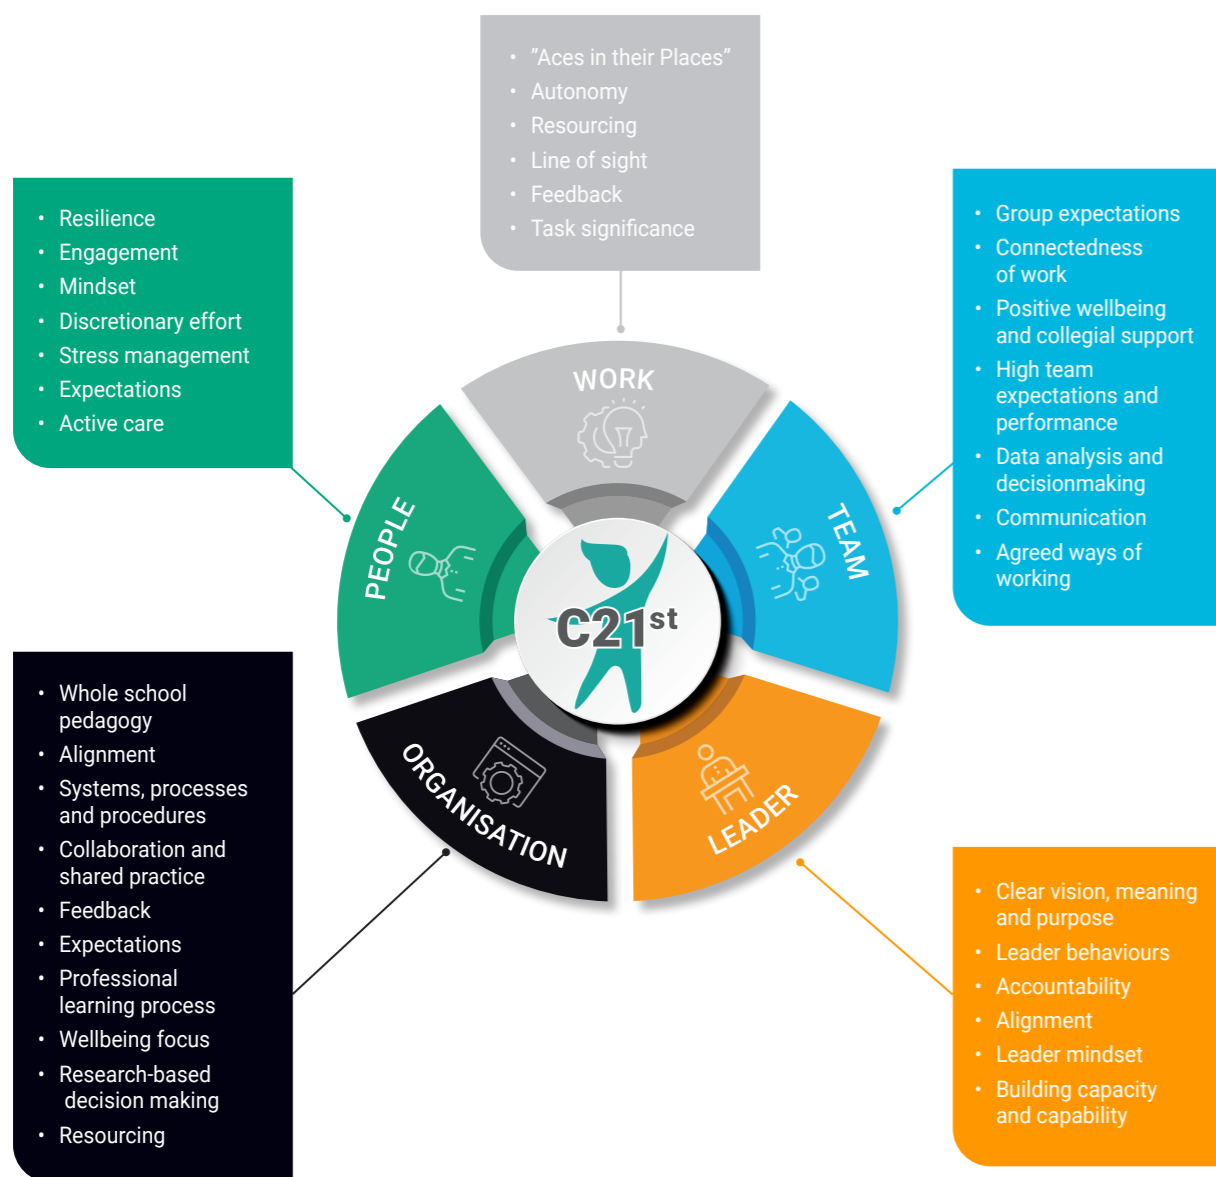 • "Aces in their Places"
• Autonomy
• Resourcing
• Line of sight
• Feedback
• Task significance
• Resilience
• Engagement
• Mindset
• Discretionary effort
• Stress management
• Expectations
• Active care
• Group expectations
• Connectedness
of work
• Positive wellbeing
and collegial support
• High team
expectations and
performance
• Data analysis and
decisionmaking
• Communication
• Agreed ways of
working
WORK
PEOPLE
TEAM
C21st
ORGANISATION
LEADER
• Whole school
pedagogy
• Alignment
• Systems, processes
and procedures
• Collaboration and
shared practice
• Feedback
• Expectations
• Professional
learning process
• Wellbeing focus
• Research-based
decision making
• Resourcing
• Clear vision, meaning
and purpose
• Leader behaviours
• Accountability
• Alignment
• Leader mindset
• Building capacity
and capability